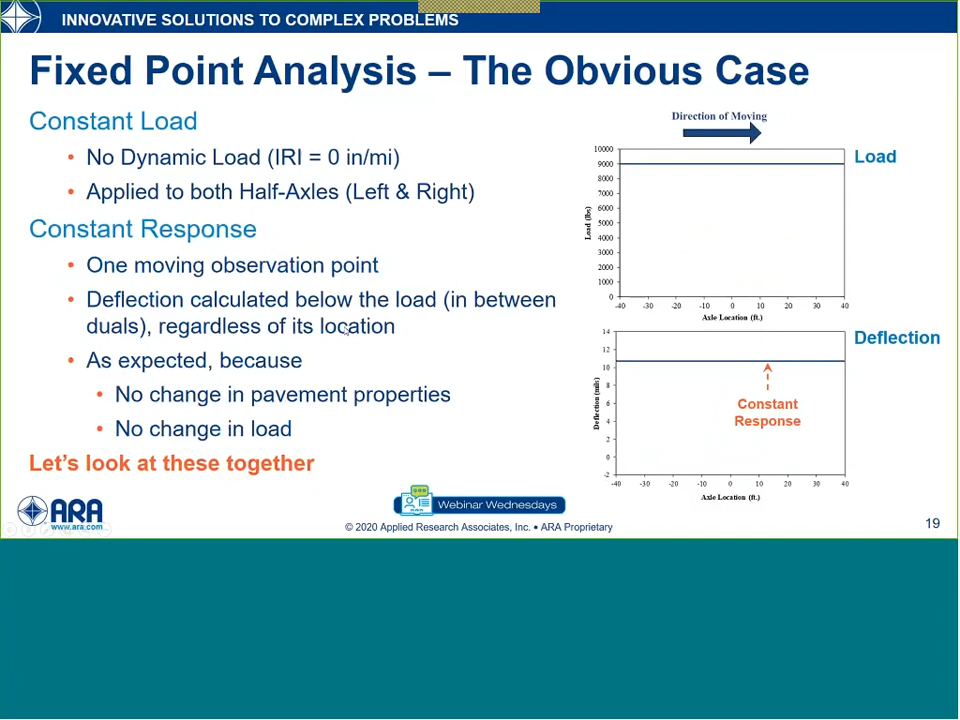 INNOVATIVE SOLUTIONS TO COMPLEX PROBLEMS
Fixed Point Analysis – The Obvious Case
Constant Load
• No Dynamic Load (IRI = 0 in/mi)
• Applied to both Half-Axles (Left & Right)
Constant Response
• One moving observation point
• Deflection calculated below the load (in between
duals), regardless of its location
• As expected, because
• No change in pavement properties
• No change in load
Let's look at these together
Direction of Moving
Load
Load (lbs)
10000
9000
8000
7000
6000
5000
4000
3000
2000
1000
0
-40 -30 -20 -10 0 10 20 30 40
Axle Location (ft.)
Deflection
Deflection (mils)
14
12
10
8
6
4
2
0
-2
Constant
Response
-40 -30 -20 -10 0 10 20 30 40
Axle Location (ft.)
ARA
www.ara.com
Webinar Wednesdays
© 2020 Applied Research Associates, Inc. • ARA Proprietary
19